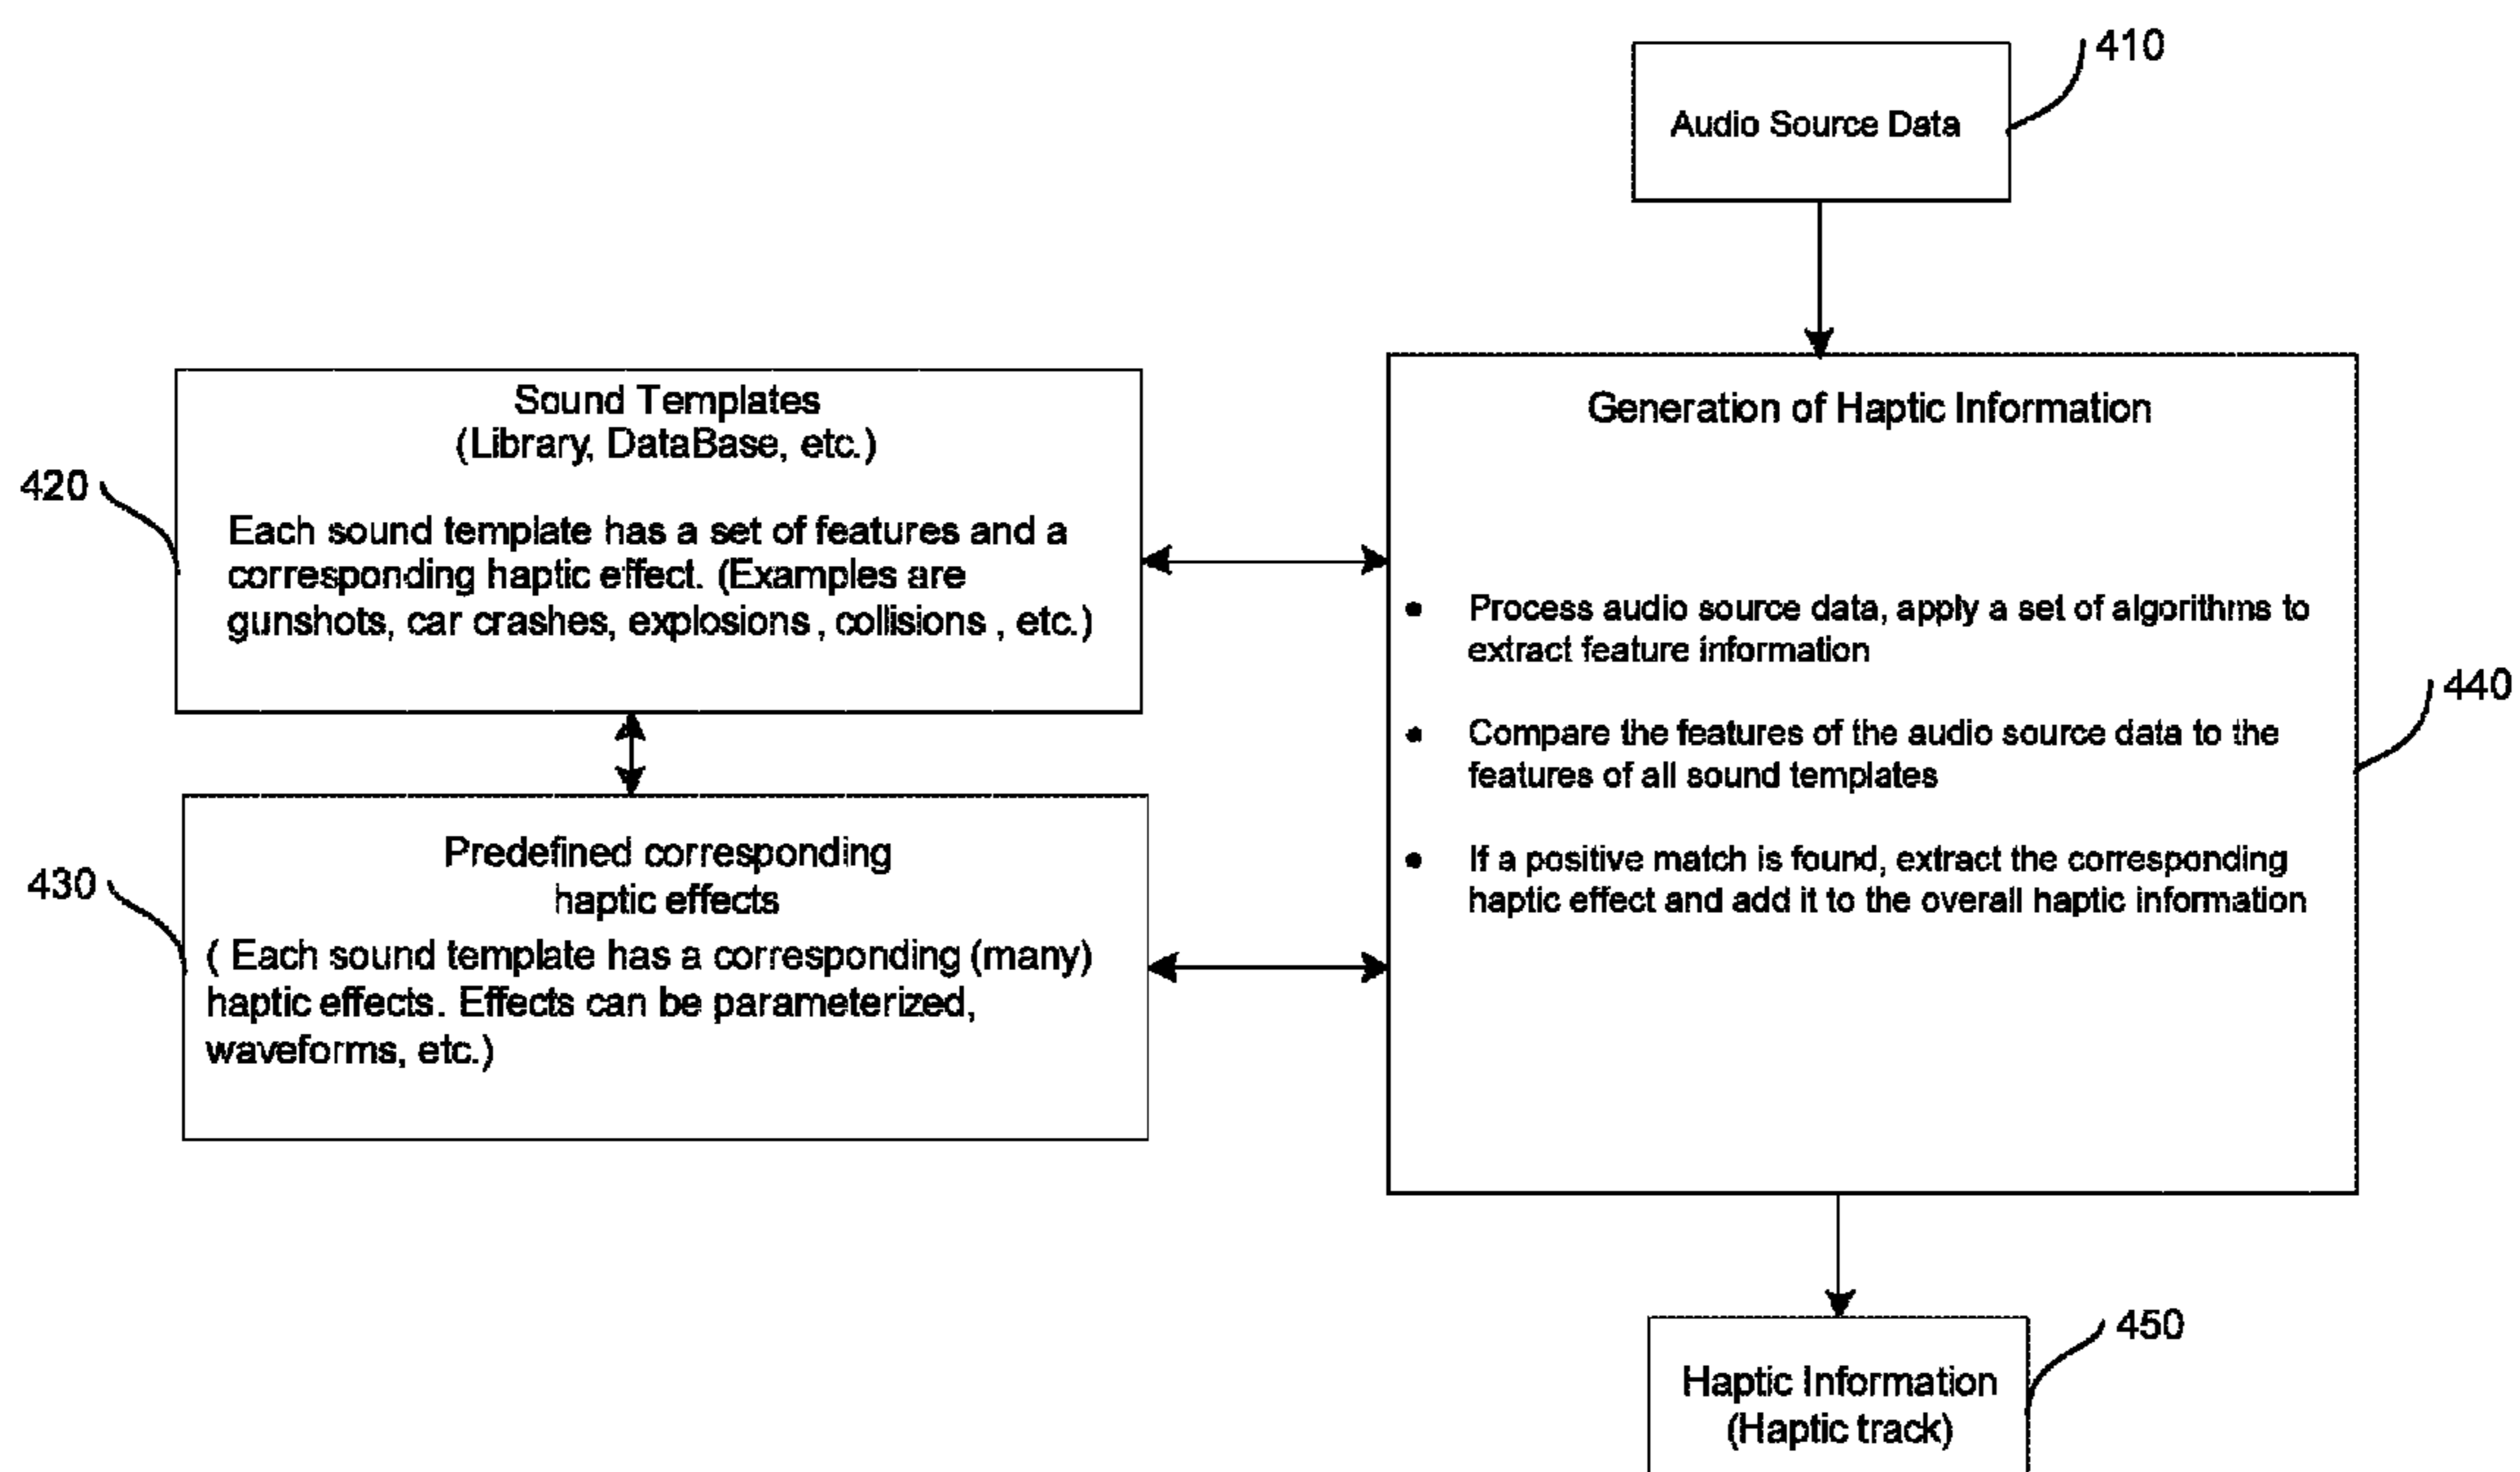 410
Audio Source Data
Sound Templates
(Library, DataBase, etc.)
420
Each sound template has a set of features and a
corresponding haptic effect. (Examples are
gunshots, car crashes, explosions , collisions , etc.)
Predefined corresponding
haptic effects
430
( Each sound template has a corresponding (many)
haptic effects. Effects can be parameterized,
waveforms, etc.)
Generation of Haptic Information
• Process audio source data, apply a set of algorithms to
extract feature information
440
• Compare the features of the audio source data to the
features of all sound templates
• If a positive match is found, extract the corresponding
haptic effect and add it to the overall haptic information
450
Haptic Information
(Haptic track)